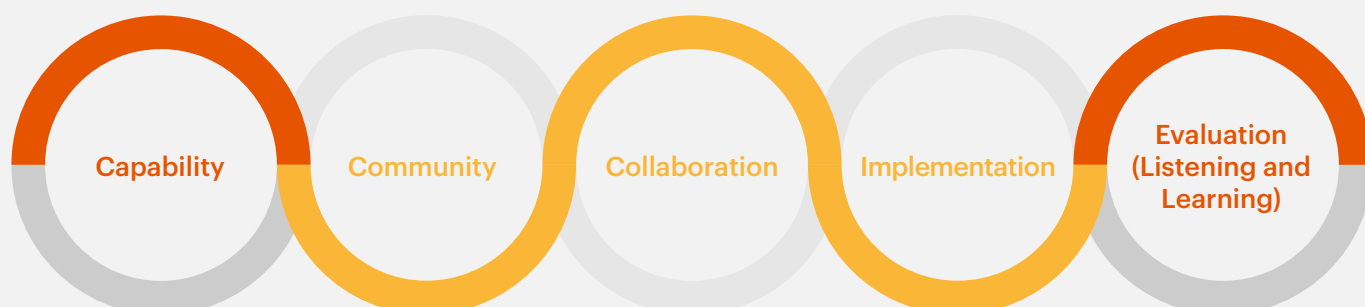 Capability
Community
Collaboration
Implementation
Evaluation
(Listening and
Learning)